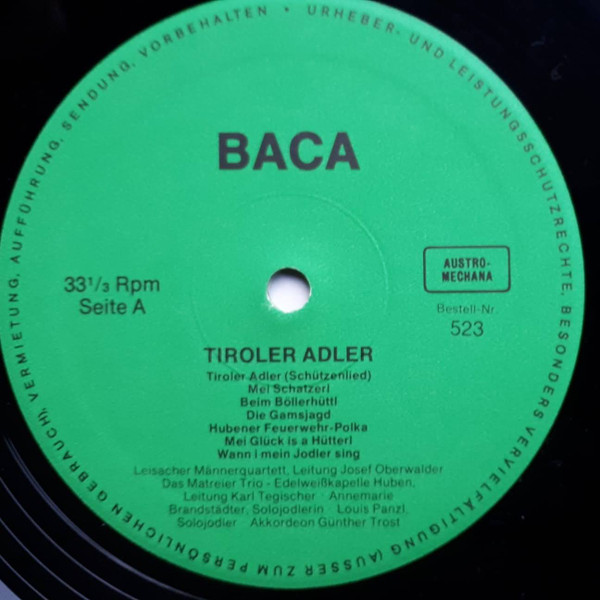 BACA
33 1/3 Rpm
Seite A
AUSTRO-
MECHANA
Bestell-Nr.
523
TIROLER ADLER
Tiroler Adler (Schützenlied)
Mei Schatzerl
Beim Böllerhüttl
Die Gamsjagd
Hubener Feuerwehr-Polka
Mei Glück is a Hütterl
Wann i mein Jodler sing
Leisacher Männerquartett, Leitung Josef Oberwalder
Das Matreier Trio - Edelweißkapelle Huben,
Leitung Karl Tegischer · Annemarie
Brandstädter, Solojodlerin · Louis Panzl,
Solojodler · Akkordeon Günther Trost
URHEBER- UND LEISTUNGSSCHUTZRECHTE, BESONDERS VERVIELFÄLTIGUNG (AUSSER ZUM PERSÖNLICHEN GEBRAUCH), VERMIETUNG, AUFFÜHRUNG, SENDUNG, VORBEHALTEN •